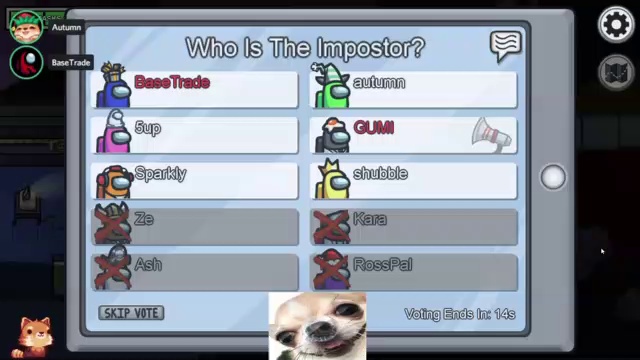 Autumn
BaseTrade
Who Is The Impostor?
BaseTrade
autumn
5up
GUMI
Sparkly
shubble
Ze
Kara
Ash
RossPal
SKIP VOTE
Voting Ends In: 14s